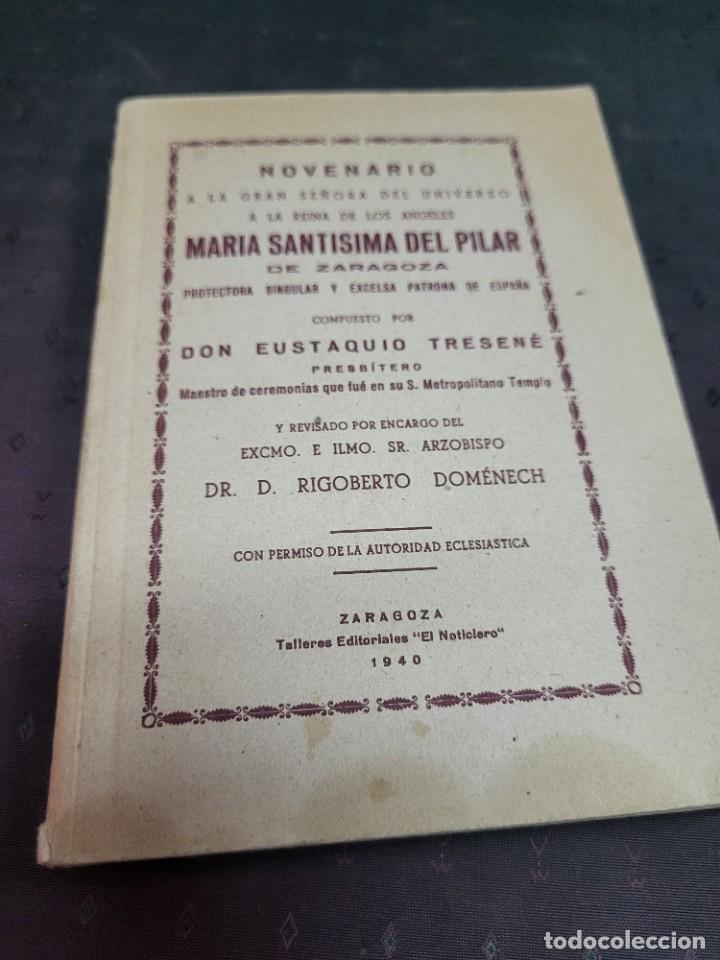 NOVENARIO
A LA GRAN SEÑORA DEL UNIVERSO
A LA REINA DE LOS ANGELES
MARIA SANTISIMA DEL PILAR
DE ZARAGOZA
PROTECTORA SINGULAR Y EXCELSA PATRONA DE ESPAÑA
COMPUESTO POR
DON EUSTAQUIO TRESENÉ
PRESBÍTERO
Maestro de ceremonias que fué en su S. Metropolitano Templo
Y REVISADO POR ENCARGO DEL
EXCMO. E ILMO. SR. ARZOBISPO
DR. D. RIGOBERTO DOMÉNECH
CON PERMISO DE LA AUTORIDAD ECLESIASTICA
ZARAGOZA
Talleres Editoriales "El Noticiero"
1940
todocoleccion.net